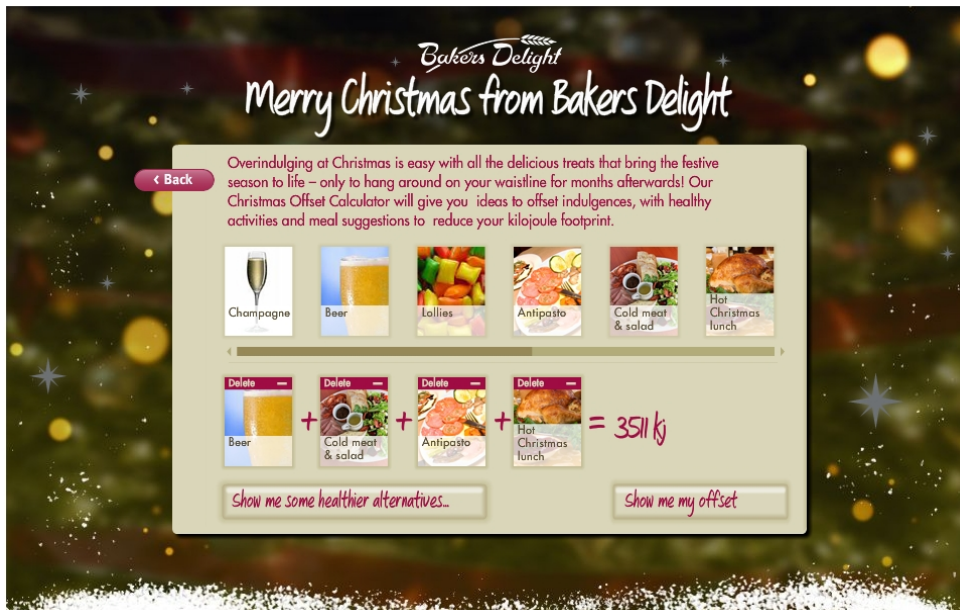 Bakers Delight
Merry Christmas from Bakers Delight
‹ Back
Overindulging at Christmas is easy with all the delicious treats that bring the festive
season to life – only to hang around on your waistline for months afterwards! Our
Christmas Offset Calculator will give you ideas to offset indulgences, with healthy
activities and meal suggestions to reduce your kilojoule footprint.
Champagne
Beer
Lollies
Antipasto
Cold meat
& salad
Hot
Christmas
lunch
Delete –
Beer
+
Delete –
Cold meat
& salad
+
Delete –
Antipasto
+
Delete –
Hot
Christmas
lunch
= 3511 kj
Show me some healthier alternatives...
Show me my offset